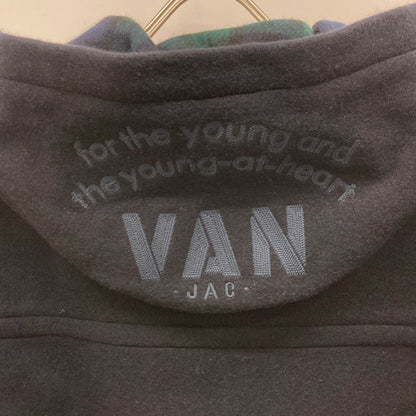 for the young and
the young-at-heart
VAN
-JAC-